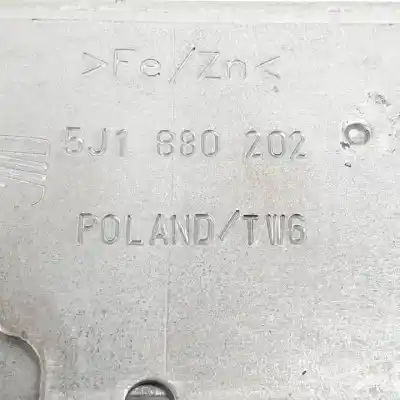 >Fe/Zn<
5J1 880 202
POLAND/TWG